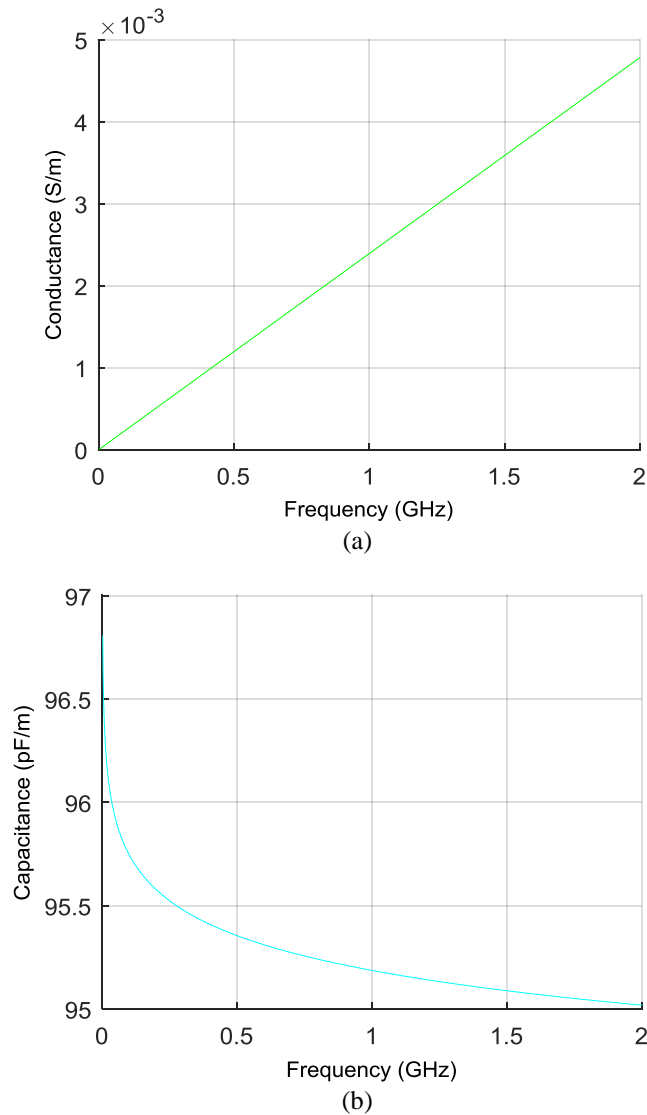 × 10-3
5
4
3
2
1
0
Conductance (S/m)
0 0.5 1 1.5 2
Frequency (GHz)
(a)
97
96.5
96
95.5
95
Capacitance (pF/m)
0 0.5 1 1.5 2
Frequency (GHz)
(b)